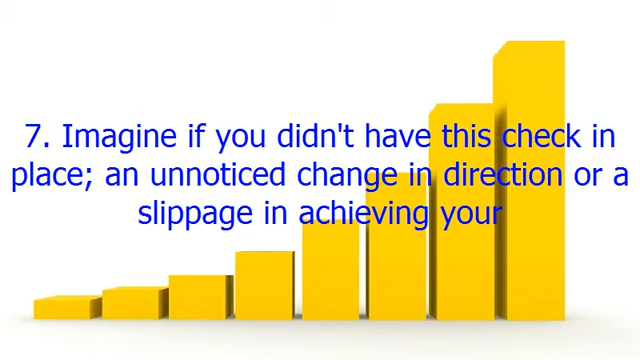 7. Imagine if you didn't have this check in
place; an unnoticed change in direction or a
slippage in achieving your